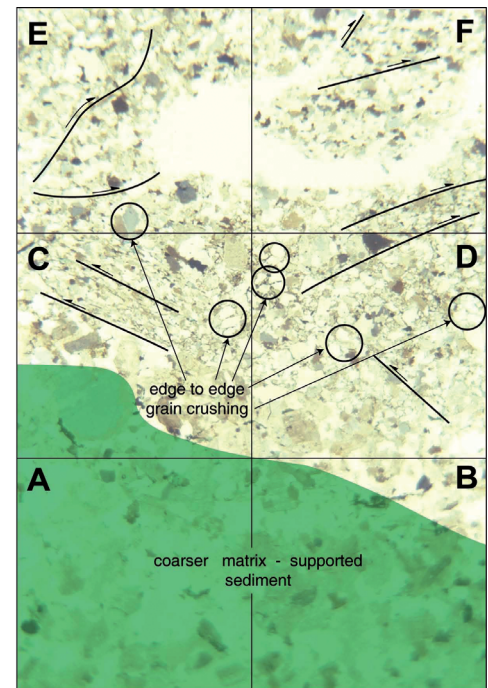 E
F
C
D
edge to edge
grain crushing
A
B
coarser matrix - supported
sediment